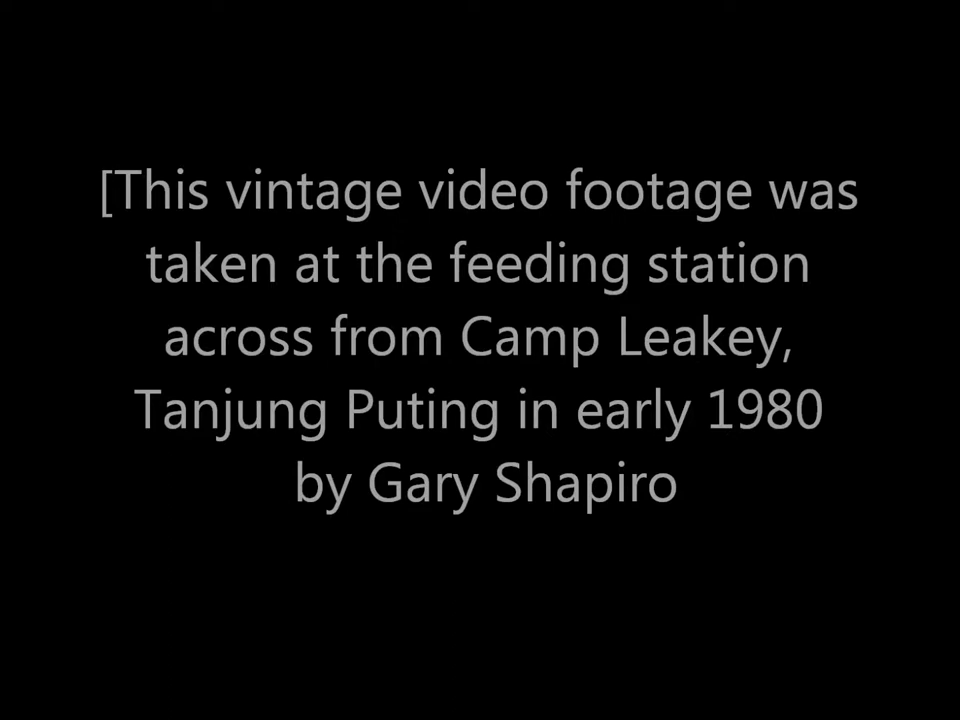 [This vintage video footage was
taken at the feeding station
across from Camp Leakey,
Tanjung Puting in early 1980
by Gary Shapiro